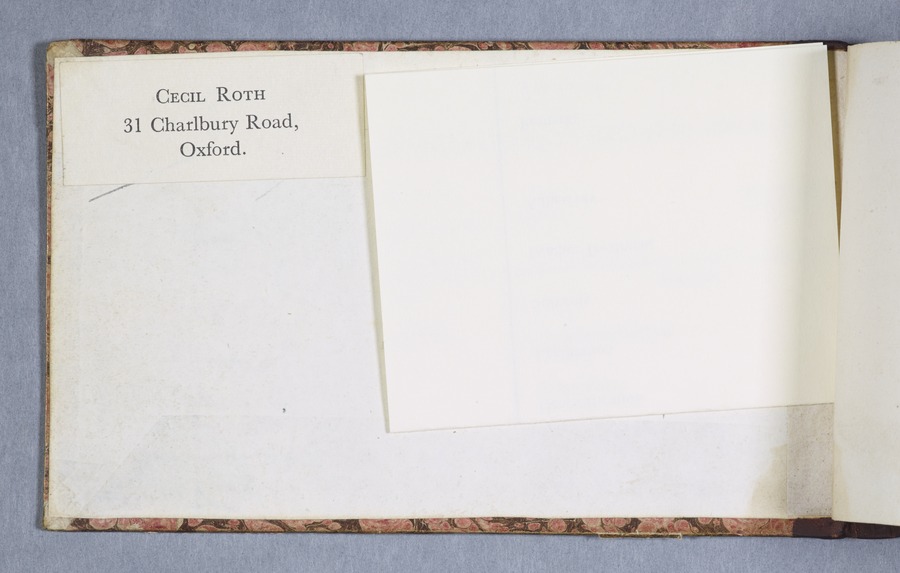 Cecil Roth
31 Charlbury Road,
Oxford.